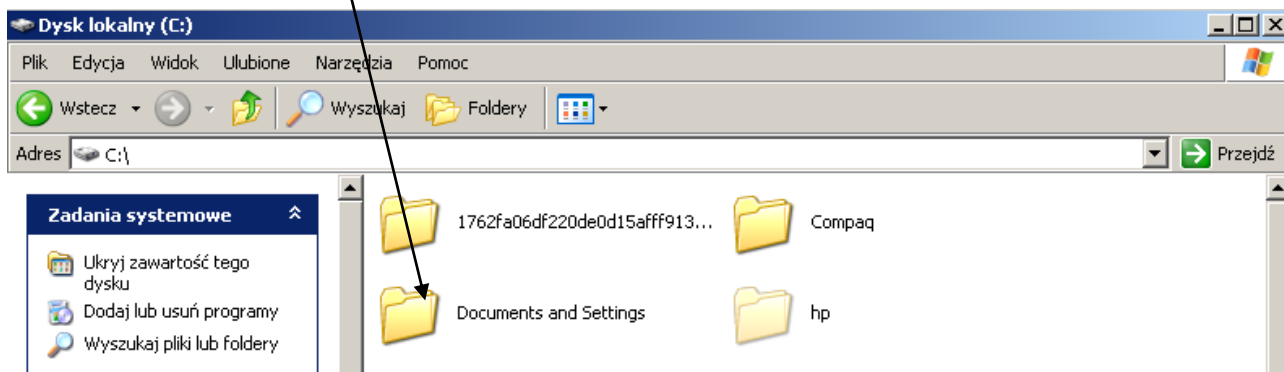 Dysk lokalny (C:)
Plik Edycja Widok Ulubione Narzędzia Pomoc
Wstecz Wyszukaj Foldery
Adres C:\ Przejdź
Zadania systemowe
Ukryj zawartość tego
dysku
Dodaj lub usuń programy
Wyszukaj pliki lub foldery
1762fa06df220de0d15afff913... Compaq
Documents and Settings hp